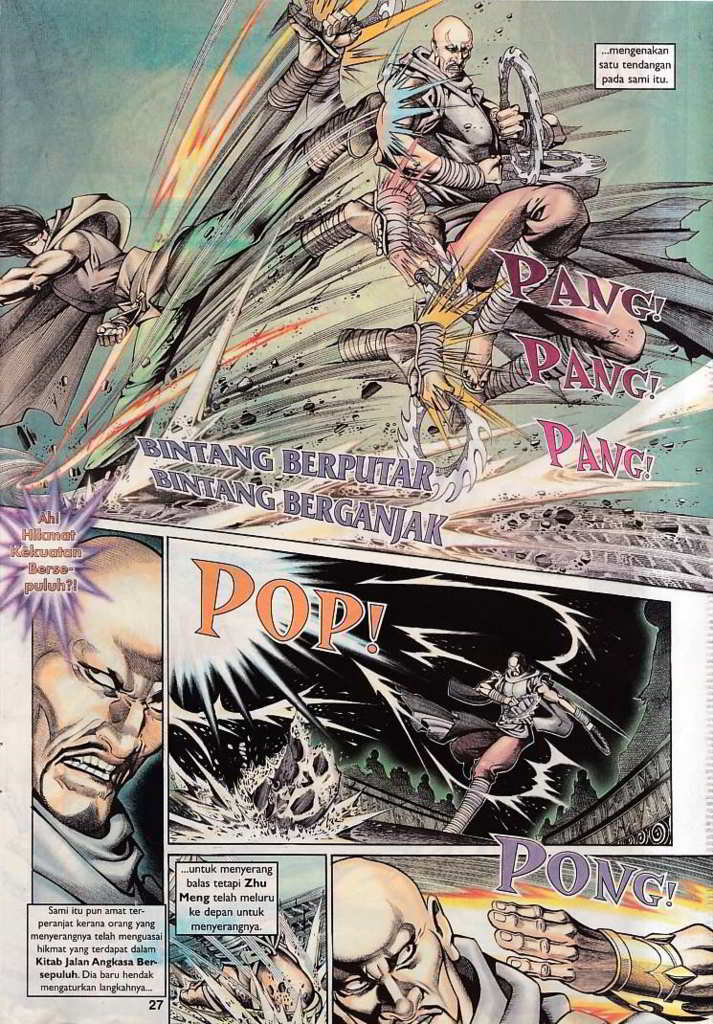 ...mengenakan
satu tendangan
pada sami itu.
PANG!
PANG!
PANG!
BINTANG BERPUTAR
BINTANG BERGANJAK
Ah!
Hikmat
Kekuatan
Berse-
puluh?!
POP!
Sami itu pun amat ter-
peranjat kerana orang yang
menyerangnya telah menguasai
hikmat yang terdapat dalam
Kitab Jalan Angkasa Ber-
sepuluh. Dia baru hendak
mengaturkan langkahnya...
...untuk menyerang
balas tetapi Zhu
Meng telah meluru
ke depan untuk
menyerangnya.
PONG!
27